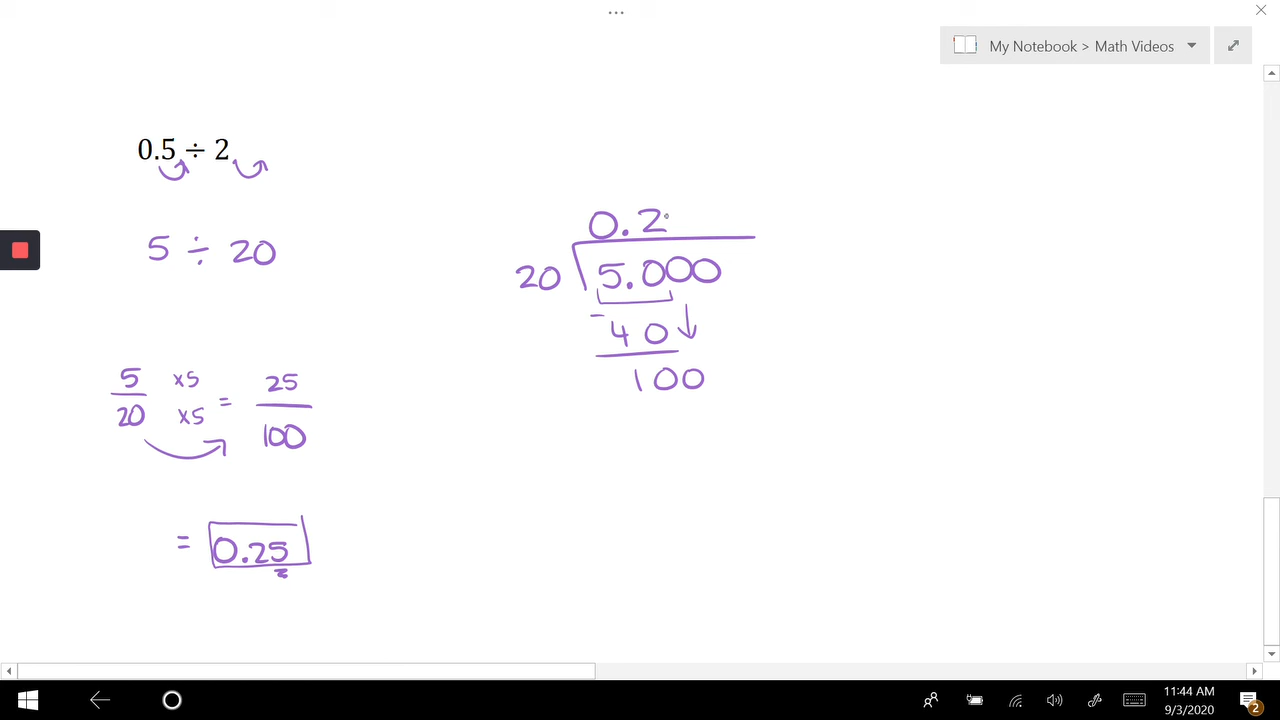 ...
My Notebook > Math Videos
0.5 ÷ 2
5 ÷ 20
5/20 x5/x5 = 25/100
= 0.25
0.2
20 5.000
- 40
100
11:44 AM
9/3/2020
2